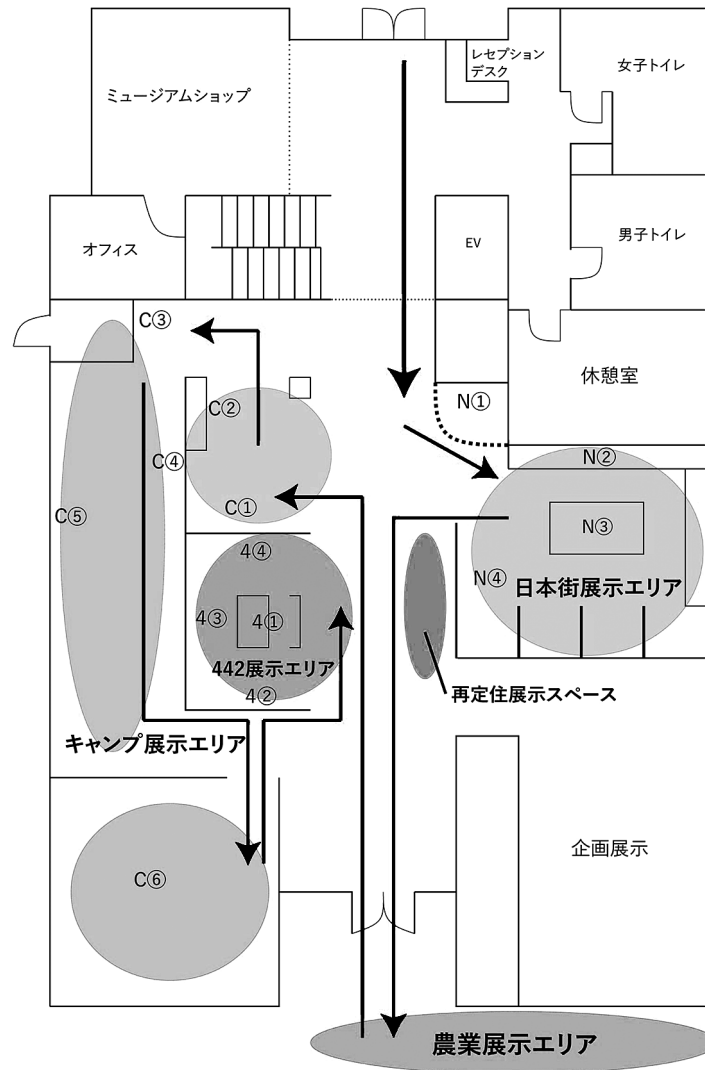 レセプション
デスク
女子トイレ
ミュージアムショップ
オフィス
EV
男子トイレ
C③
休憩室
C②
N①
C④
N②
C⑤
C①
N③
4④
N④
日本街展示エリア
4③
4①
442展示エリア
4②
再定住展示スペース
キャンプ展示エリア
企画展示
C⑥
農業展示エリア